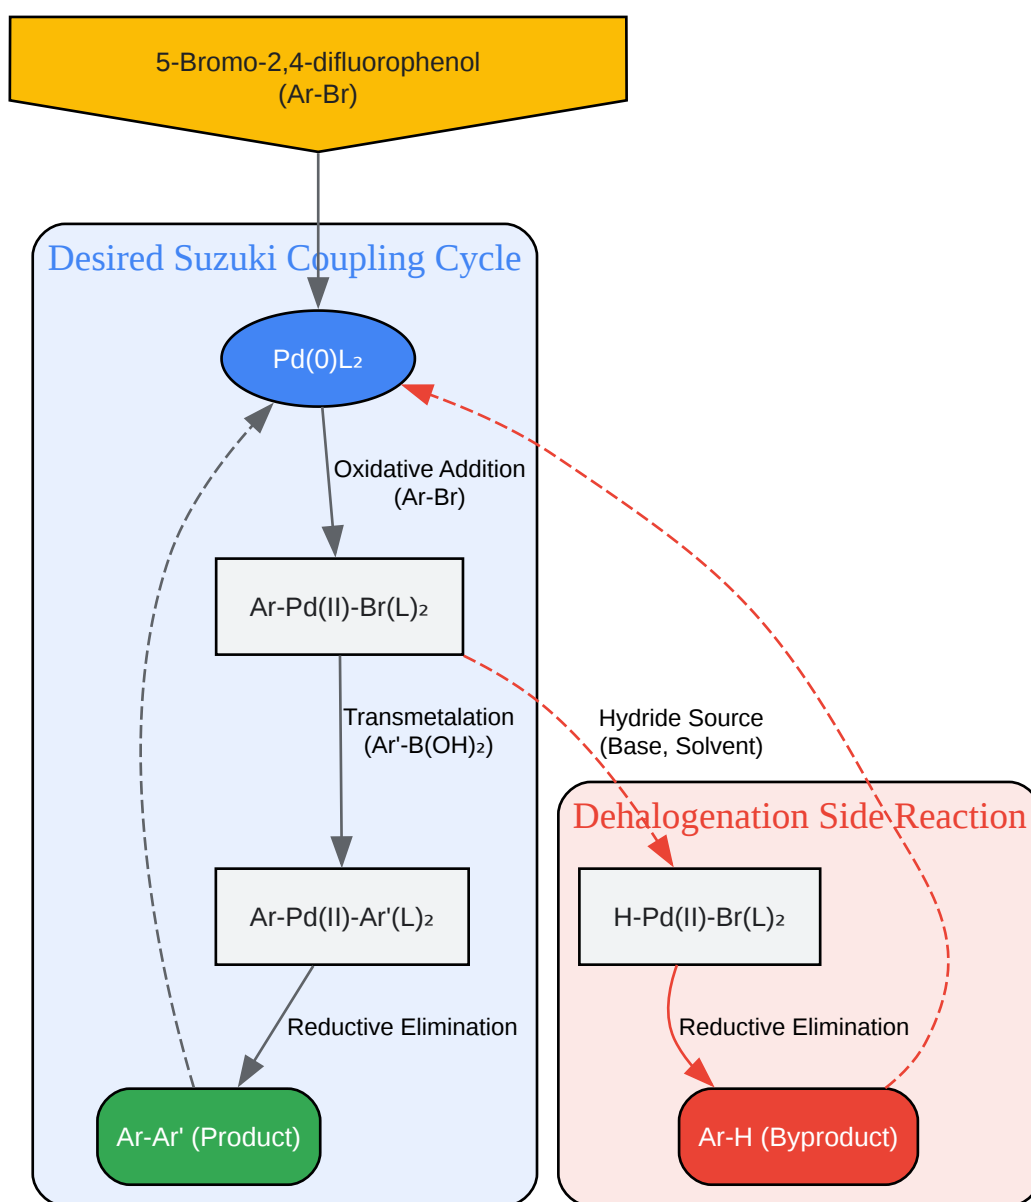 5-Bromo-2,4-difluorophenol
(Ar-Br)
Desired Suzuki Coupling Cycle
Pd(0)L₂
Oxidative Addition
(Ar-Br)
Ar-Pd(II)-Br(L)₂
Transmetalation
(Ar'-B(OH)₂)
Hydride Source
(Base, Solvent)
Dehalogenation Side Reaction
Ar-Pd(II)-Ar'(L)₂
H-Pd(II)-Br(L)₂
Reductive Elimination
Reductive Elimination
Ar-Ar' (Product)
Ar-H (Byproduct)